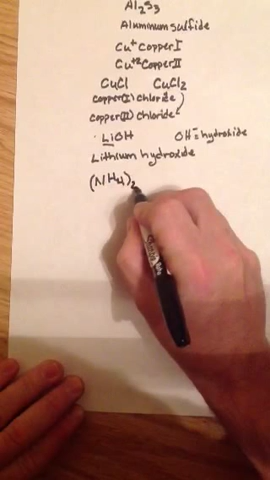 Al2S3
Aluminum sulfide
Cu+ Copper I
Cu+2 Copper II
CuCl CuCl2
copper(I) chloride)
copper(II) chloride
· LiOH OH- = hydroxide
Lithium hydroxide
(NH4)2